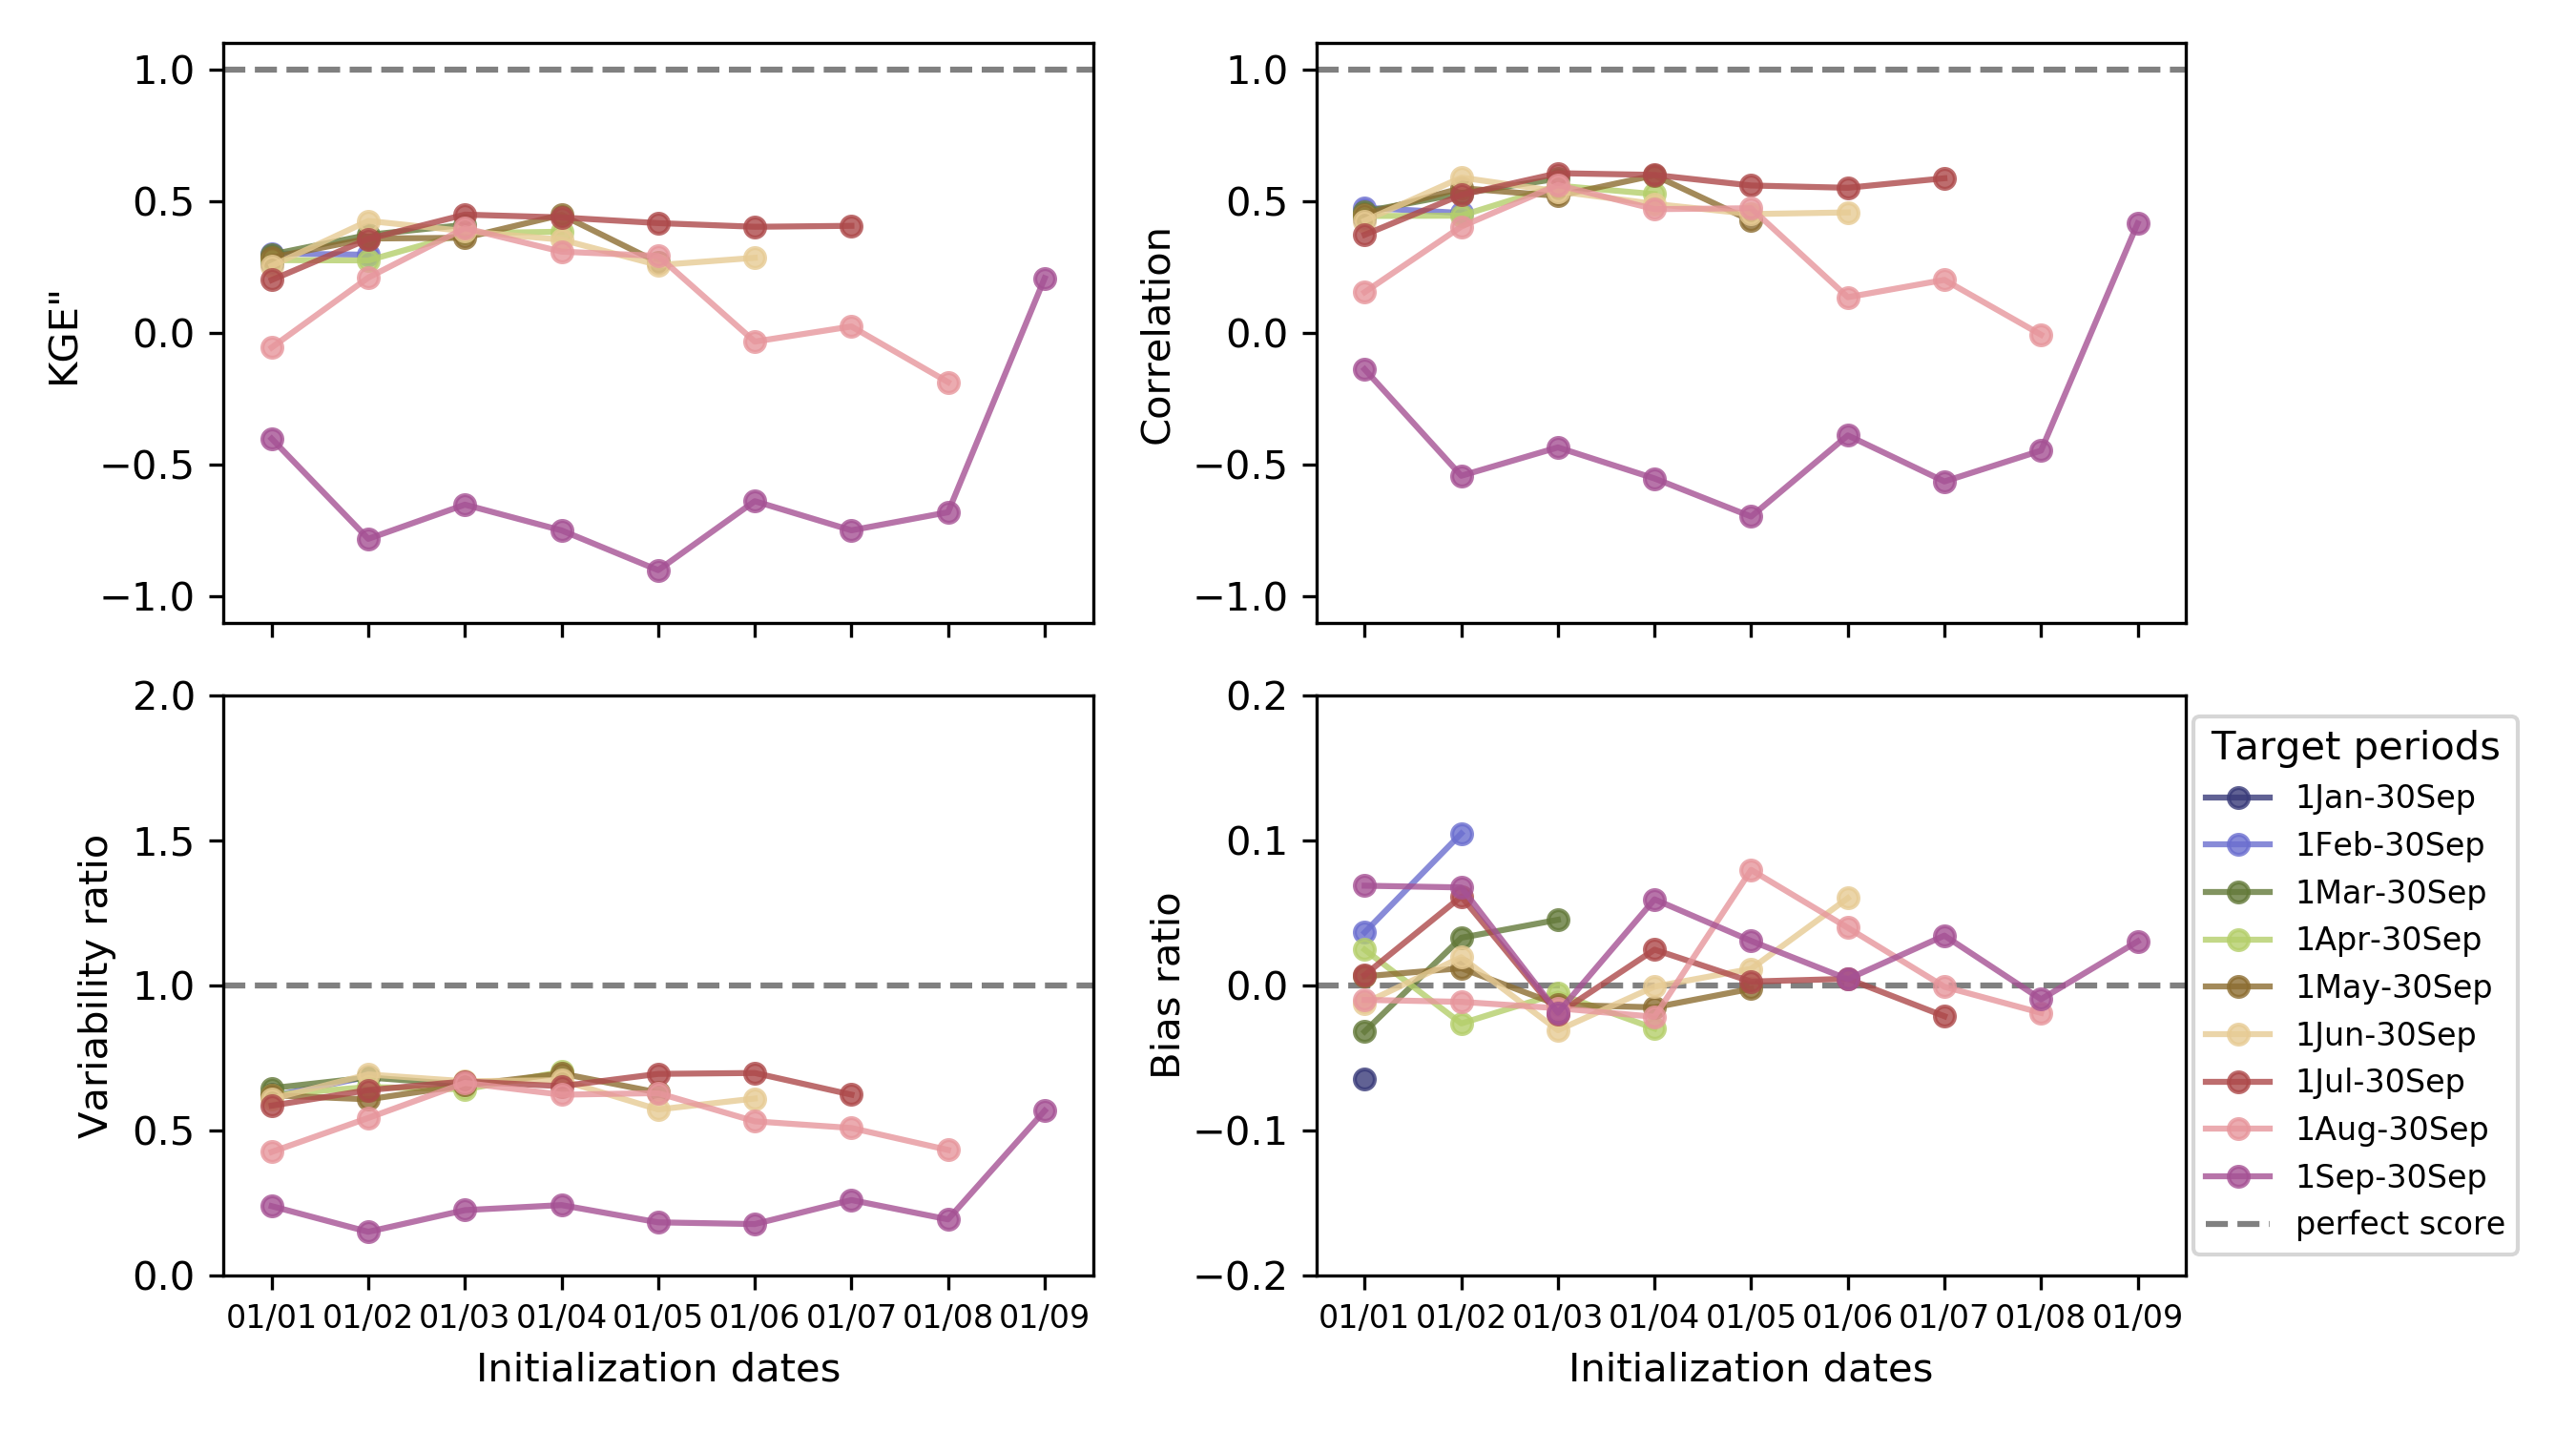 1.0
0.5
0.0
−0.5
−1.0
KGE"
1.0
0.5
0.0
−0.5
−1.0
Correlation
2.0
1.5
1.0
0.5
0.0
Variability ratio
01/01 01/02 01/03 01/04 01/05 01/06 01/07 01/08 01/09
Initialization dates
0.2
0.1
0.0
−0.1
−0.2
Bias ratio
01/01 01/02 01/03 01/04 01/05 01/06 01/07 01/08 01/09
Initialization dates
Target periods
1Jan-30Sep
1Feb-30Sep
1Mar-30Sep
1Apr-30Sep
1May-30Sep
1Jun-30Sep
1Jul-30Sep
1Aug-30Sep
1Sep-30Sep
perfect score